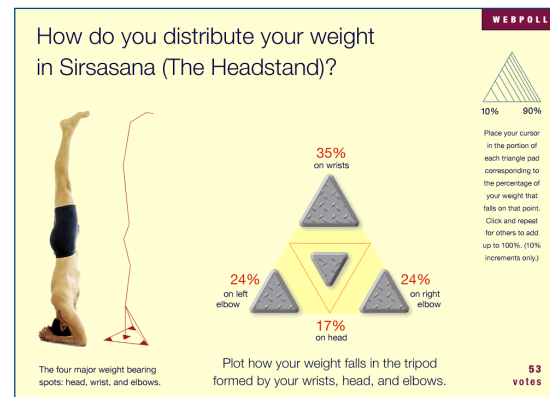 WEBPOLL
How do you distribute your weight
in Sirsasana (The Headstand)?
10% 90%
Place your cursor
in the portion of
each triangle pad
corresponding to
the percentage of
your weight that
falls on that point.
Click and repeat
for others to add
up to 100%. (10%
increments only.)
35%
on wrists
24%
on left
elbow
24%
on right
elbow
17%
on head
The four major weight bearing
spots: head, wrist, and elbows.
Plot how your weight falls in the tripod
formed by your wrists, head, and elbows.
53
votes